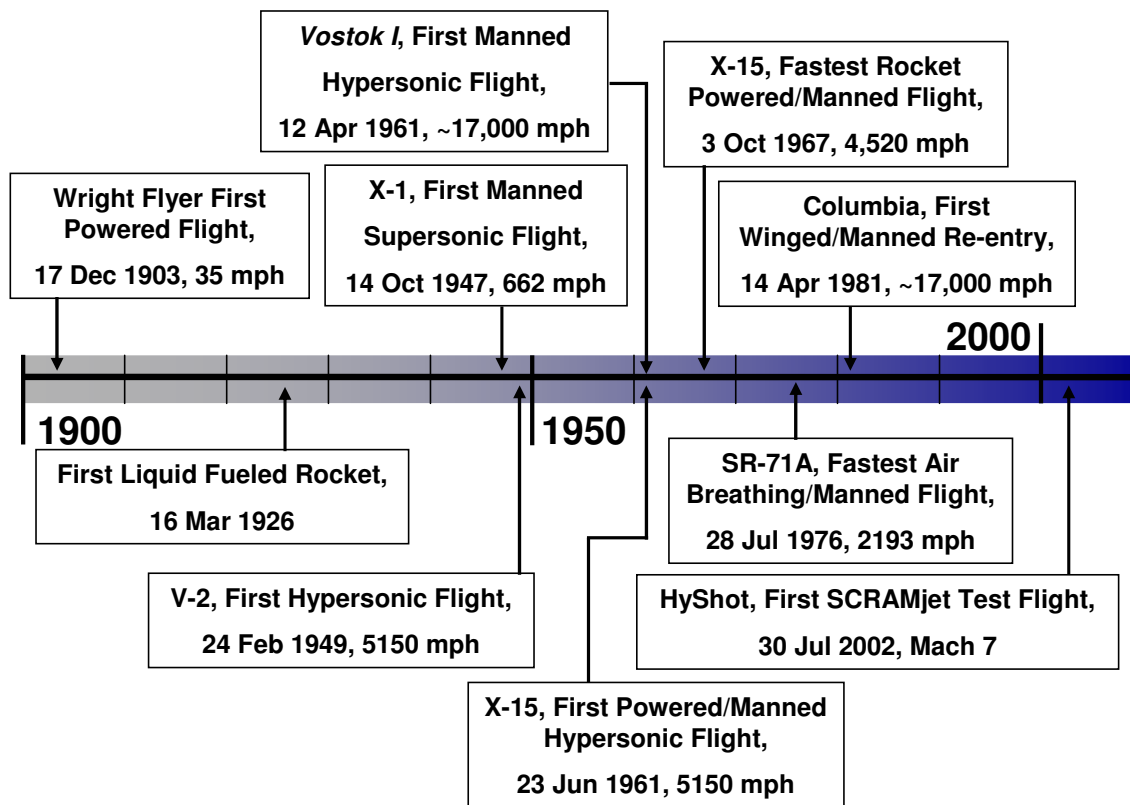 Vostok I, First Manned
Hypersonic Flight,
12 Apr 1961, ~17,000 mph
X-15, Fastest Rocket
Powered/Manned Flight,
3 Oct 1967, 4,520 mph
Wright Flyer First
Powered Flight,
17 Dec 1903, 35 mph
X-1, First Manned
Supersonic Flight,
14 Oct 1947, 662 mph
Columbia, First
Winged/Manned Re-entry,
14 Apr 1981, ~17,000 mph
2000
1900
1950
First Liquid Fueled Rocket,
16 Mar 1926
SR-71A, Fastest Air
Breathing/Manned Flight,
28 Jul 1976, 2193 mph
V-2, First Hypersonic Flight,
24 Feb 1949, 5150 mph
HyShot, First SCRAMjet Test Flight,
30 Jul 2002, Mach 7
X-15, First Powered/Manned
Hypersonic Flight,
23 Jun 1961, 5150 mph